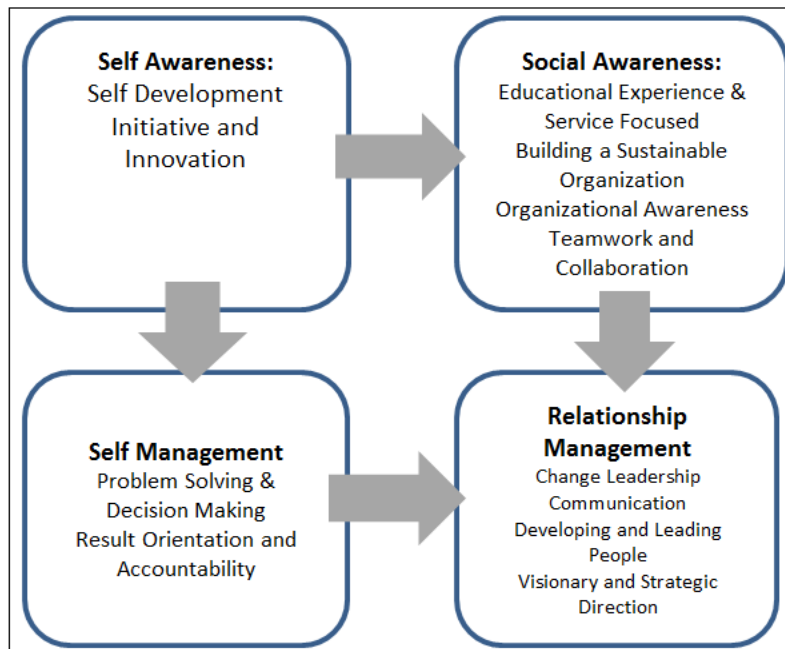 Self Awareness:
Self Development
Initiative and
Innovation
Social Awareness:
Educational Experience &
Service Focused
Building a Sustainable
Organization
Organizational Awareness
Teamwork and
Collaboration
Self Management
Problem Solving &
Decision Making
Result Orientation and
Accountability
Relationship
Management
Change Leadership
Communication
Developing and Leading
People
Visionary and Strategic
Direction